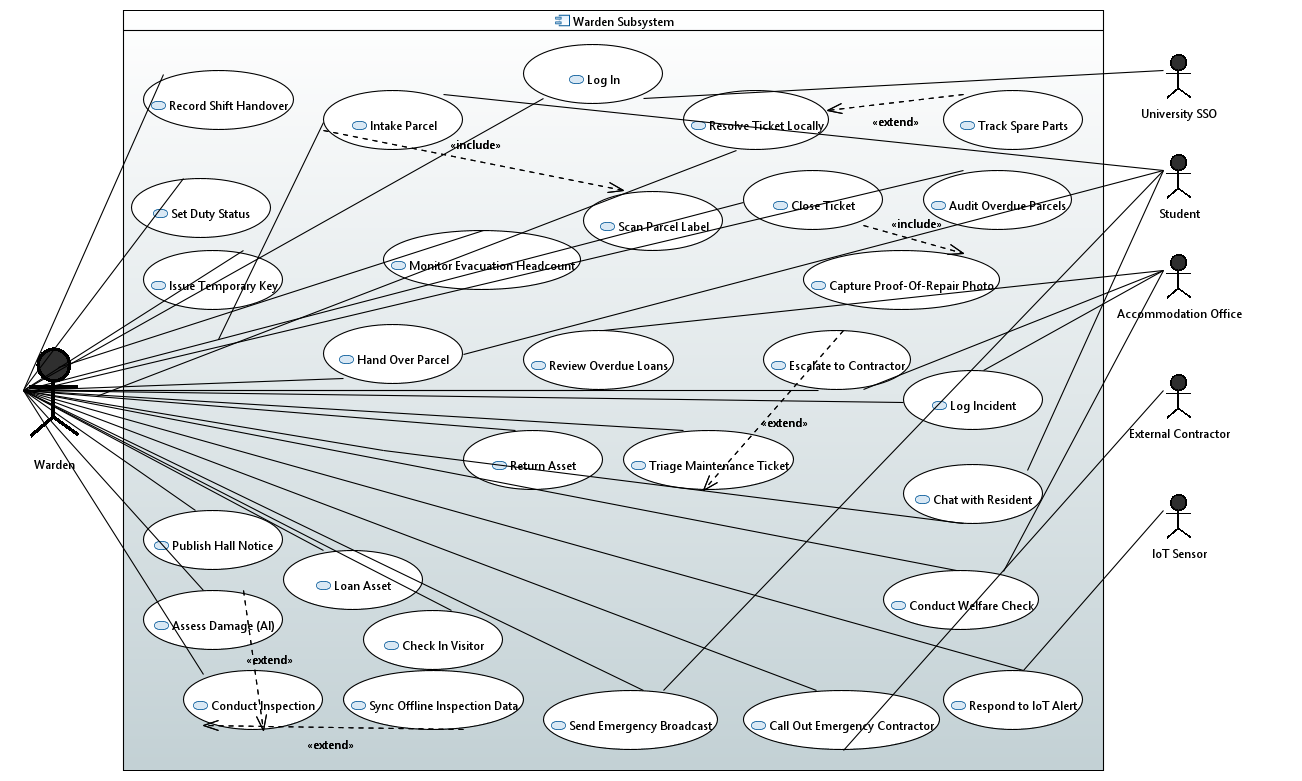 Warden Subsystem
Log In
Record Shift Handover
Intake Parcel
Resolve Ticket Locally
«extend»
Track Spare Parts
University SSO
«include»
Set Duty Status
Scan Parcel Label
Close Ticket
Audit Overdue Parcels
Student
«include»
Issue Temporary Key
Monitor Evacuation Headcount
Capture Proof-Of-Repair Photo
Accommodation Office
Hand Over Parcel
Review Overdue Loans
Escalate to Contractor
Log Incident
«extend»
External Contractor
Warden
Return Asset
Triage Maintenance Ticket
Chat with Resident
Publish Hall Notice
IoT Sensor
Loan Asset
Conduct Welfare Check
Assess Damage (AI)
Check In Visitor
«extend»
Conduct Inspection
Sync Offline Inspection Data
Send Emergency Broadcast
Call Out Emergency Contractor
Respond to IoT Alert
«extend»